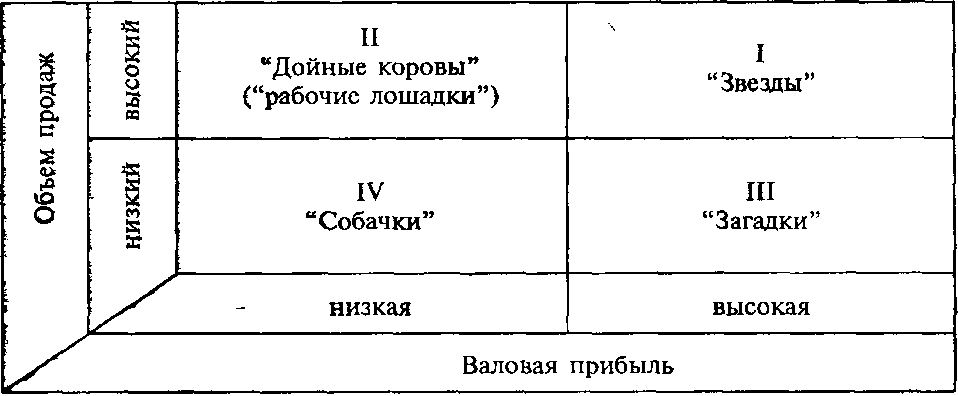 Объем продаж
высокий
II
“Дойные коровы”
(“рабочие лошадки”)
I
“Звезды”
низкий
IV
“Собачки”
III
“Загадки”
низкая
высокая
Валовая прибыль